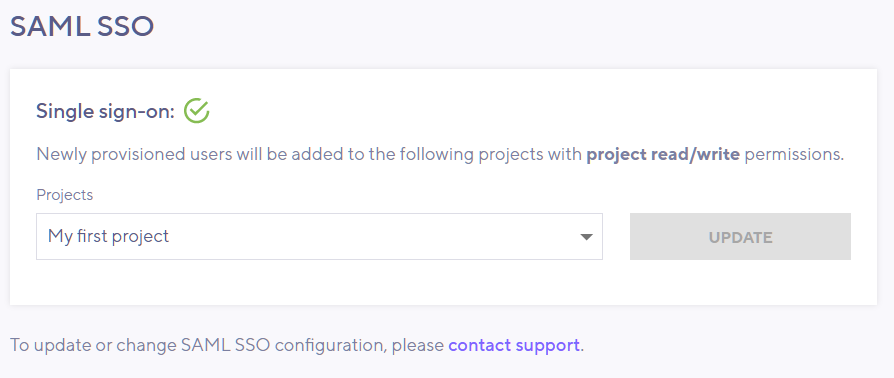 SAML SSO
Single sign-on:
Newly provisioned users will be added to the following projects with project read/write permissions.
Projects
My first project
UPDATE
To update or change SAML SSO configuration, please contact support.